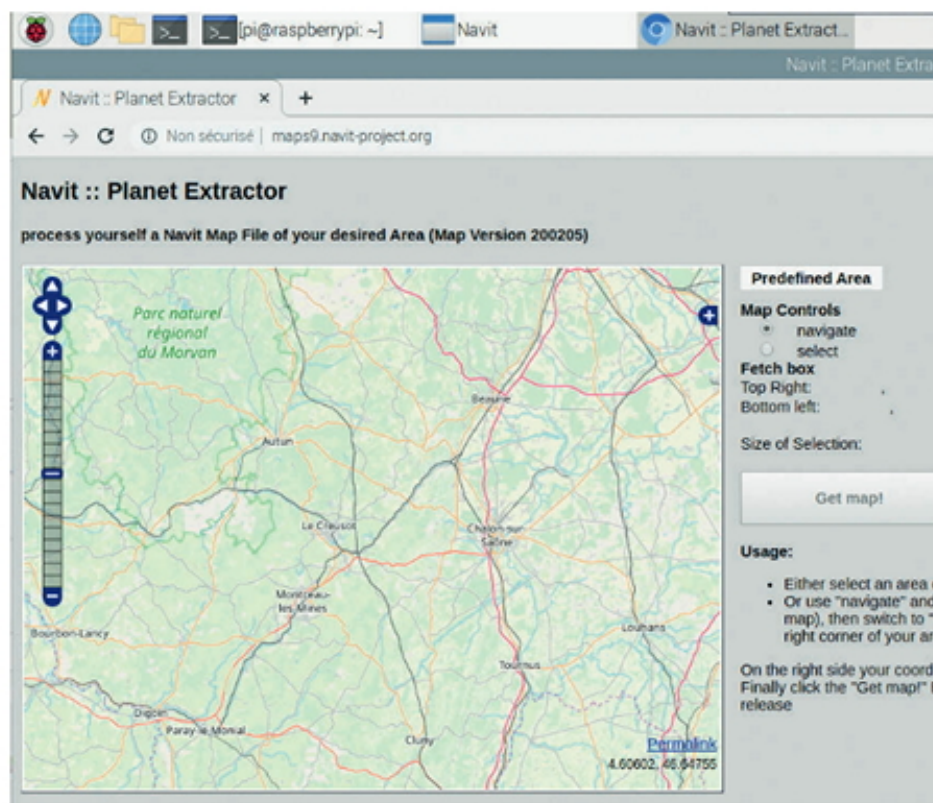 [pi@raspberrypi: ~]
Navit
Navit :: Planet Extract...
Navit :: Planet Extra
Navit :: Planet Extractor
Non sécurisé | maps9.navit-project.org
Navit :: Planet Extractor
process yourself a Navit Map File of your desired Area (Map Version 200205)
Predefined Area
Map Controls
navigate
select
Fetch box
Top Right:
Bottom left:
Size of Selection:
Get map!
Usage:
Either select an area
Or use "navigate" and
map), then switch to "
right corner of your ar
On the right side your coord
Finally click the "Get map!"
release
Parc naturel
régional
du Morvan
Beaune
Autun
Le Creusot
Chalon-sur-
Saône
Montceau-
les-Mines
Bourbon-Lancy
Louhans
Tournus
Digoin
Paray-le-Monial
Cluny
Permalink
4.60602, 46.64755